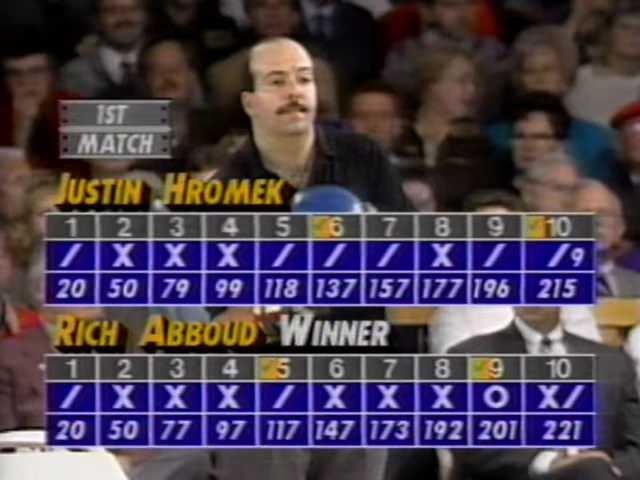 1ST
MATCH
JUSTIN HROMEK
1 2 3 4 5 6 7 8 9 10
/ X X X / / / X / /9
20 50 79 99 118 137 157 177 196 215
RICH ABBOUD WINNER
1 2 3 4 5 6 7 8 9 10
/ X X X / X X X O X/
20 50 77 97 117 147 173 192 201 221